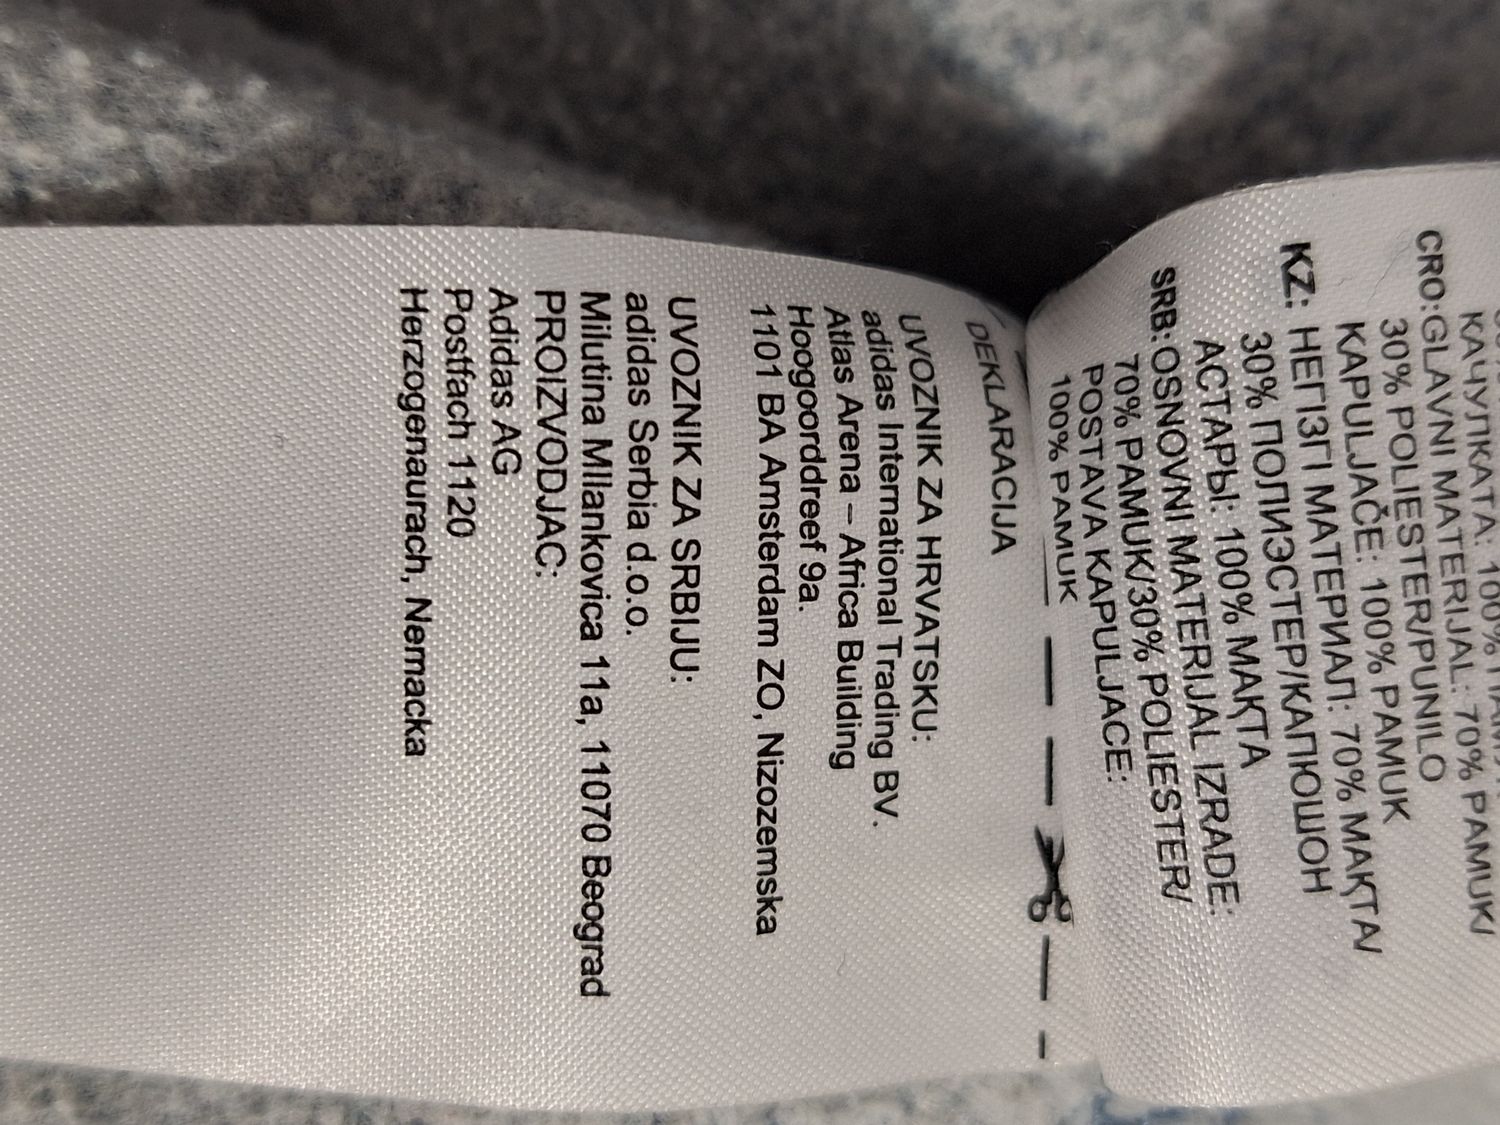 КАЧУЛКАТА: 100%
CRO:GLAVNI MATERIJAL: 70% PAMUK/
30% POLIESTER/PUNILO
KAPULJAČE: 100% PAMUK
KZ: НЕГІЗГІ МАТЕРИАЛ: 70% МАҚТА/
30% ПОЛИЭСТЕР/КАПЮШОН
АСТАРЫ: 100% МАҚТА
SRB:OSNOVNI MATERIJAL IZRADE:
70% PAMUK/30% POLIESTER/
POSTAVA KAPULJACE:
100% PAMUK
DEKLARACIJA
UVOZNIK ZA HRVATSKU:
adidas International Trading BV.
Atlas Arena – Africa Building
Hoogoorddreef 9a.
1101 BA Amsterdam ZO, Nizozemska
UVOZNIK ZA SRBIJU:
adidas Serbia d.o.o.
Milutina MIlankovica 11a, 11070 Beograd
PROIZVODJAC:
Adidas AG
Postfach 1120
Herzogenaurach, Nemacka